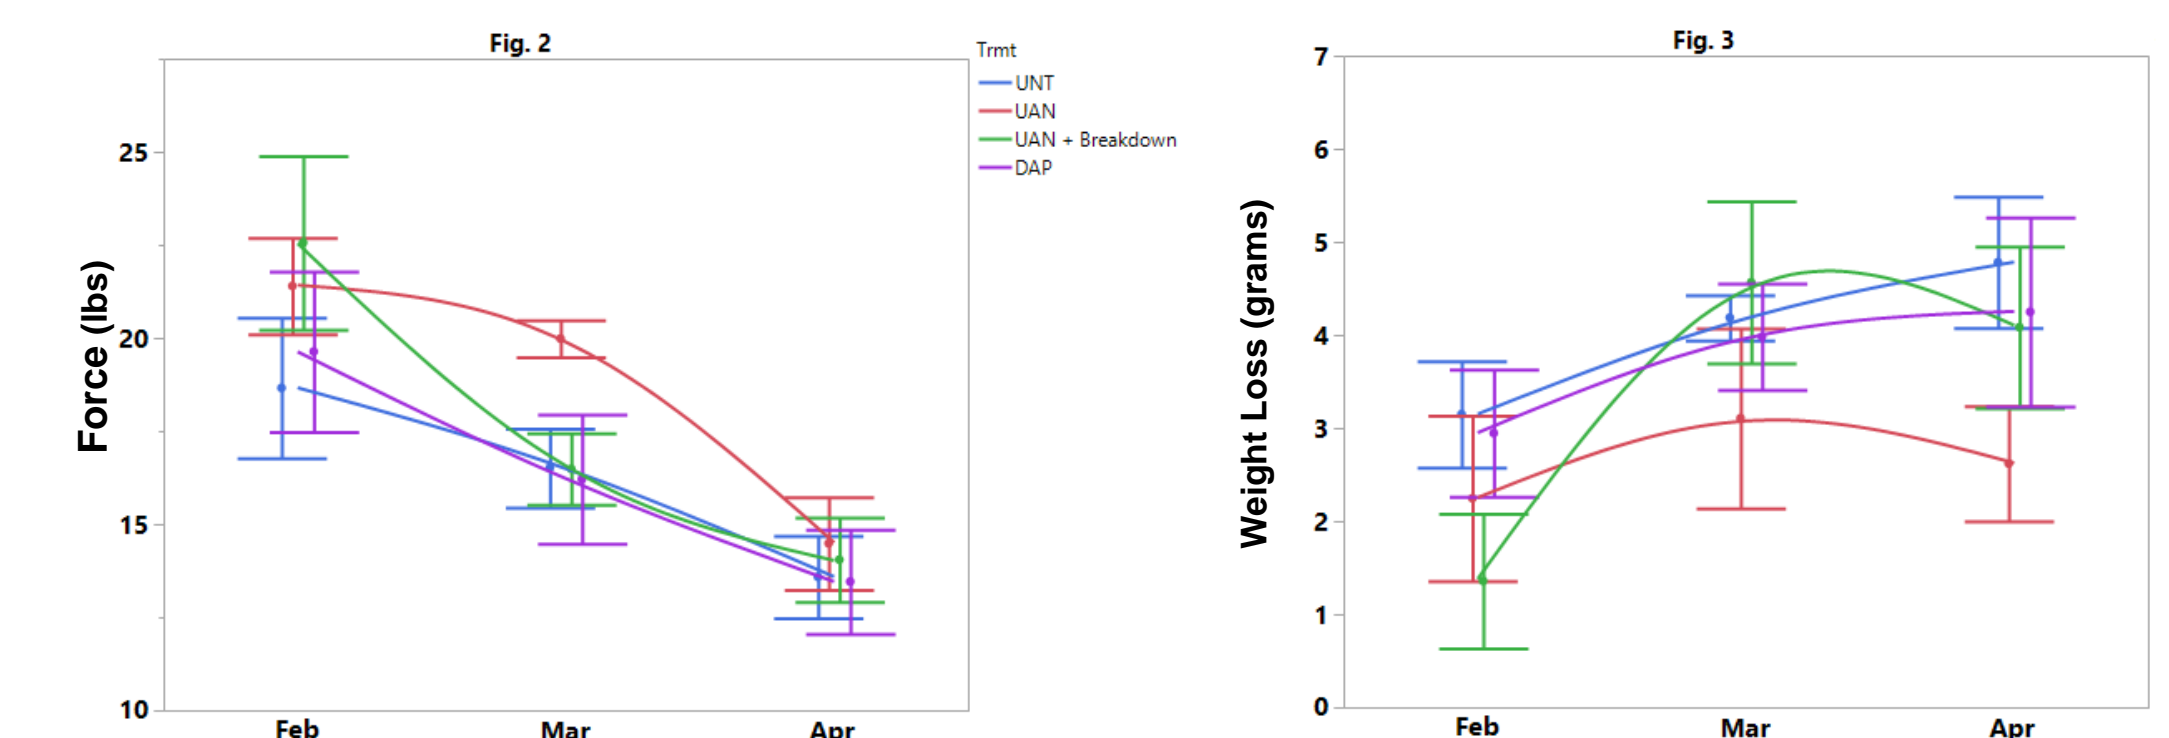 Fig. 2
Force (lbs)
25
20
15
10
Feb Mar Apr
Trmt
UNT
UAN
UAN + Breakdown
DAP
Fig. 3
Weight Loss (grams)
7
6
5
4
3
2
1
0
Feb Mar Apr